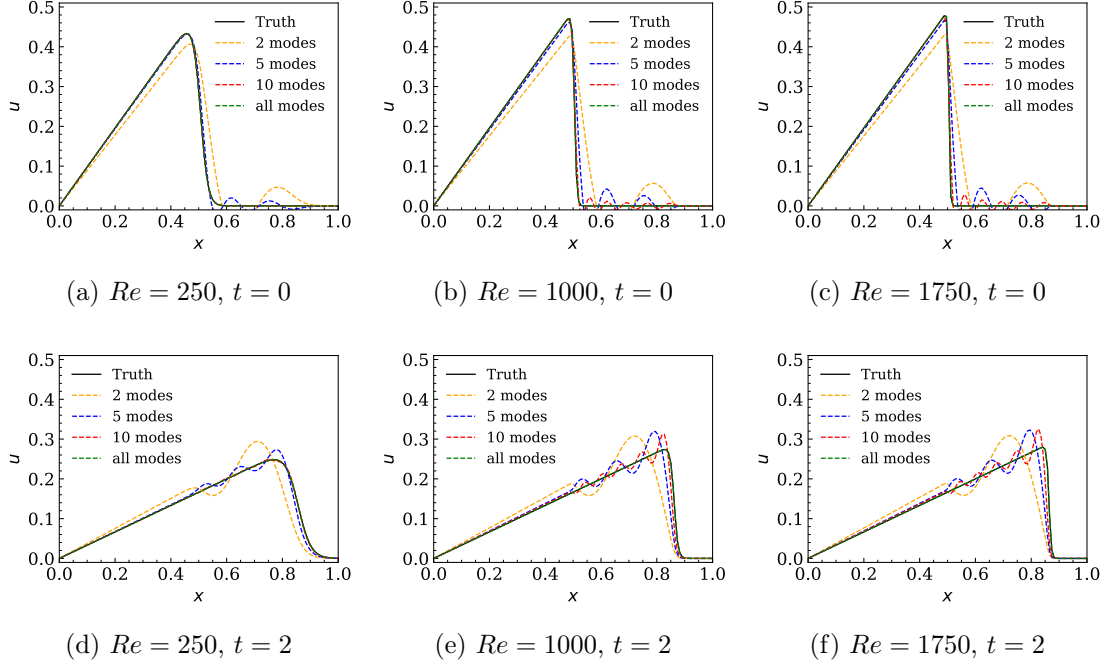 0.5
0.4
0.3
0.2
0.1
0.0
u
0.0 0.2 0.4 0.6 0.8 1.0
x
Truth
2 modes
5 modes
10 modes
all modes
(a) Re = 250, t = 0
0.5
0.4
0.3
0.2
0.1
0.0
u
0.0 0.2 0.4 0.6 0.8 1.0
x
Truth
2 modes
5 modes
10 modes
all modes
(b) Re = 1000, t = 0
0.5
0.4
0.3
0.2
0.1
0.0
u
0.0 0.2 0.4 0.6 0.8 1.0
x
Truth
2 modes
5 modes
10 modes
all modes
(c) Re = 1750, t = 0
0.5
0.4
0.3
0.2
0.1
0.0
u
0.0 0.2 0.4 0.6 0.8 1.0
x
Truth
2 modes
5 modes
10 modes
all modes
(d) Re = 250, t = 2
0.5
0.4
0.3
0.2
0.1
0.0
u
0.0 0.2 0.4 0.6 0.8 1.0
x
Truth
2 modes
5 modes
10 modes
all modes
(e) Re = 1000, t = 2
0.5
0.4
0.3
0.2
0.1
0.0
u
0.0 0.2 0.4 0.6 0.8 1.0
x
Truth
2 modes
5 modes
10 modes
all modes
(f) Re = 1750, t = 2